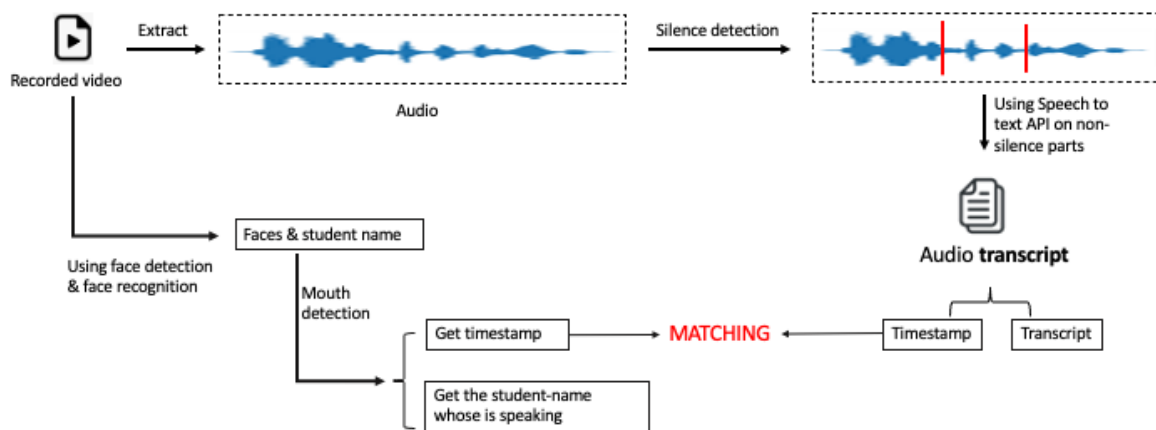 Recorded video
Extract
Audio
Silence detection
Using Speech to
text API on non-
silence parts
Audio transcript
Timestamp
Transcript
Using face detection
& face recognition
Faces & student name
Mouth
detection
Get timestamp
MATCHING
Get the student-name
whose is speaking